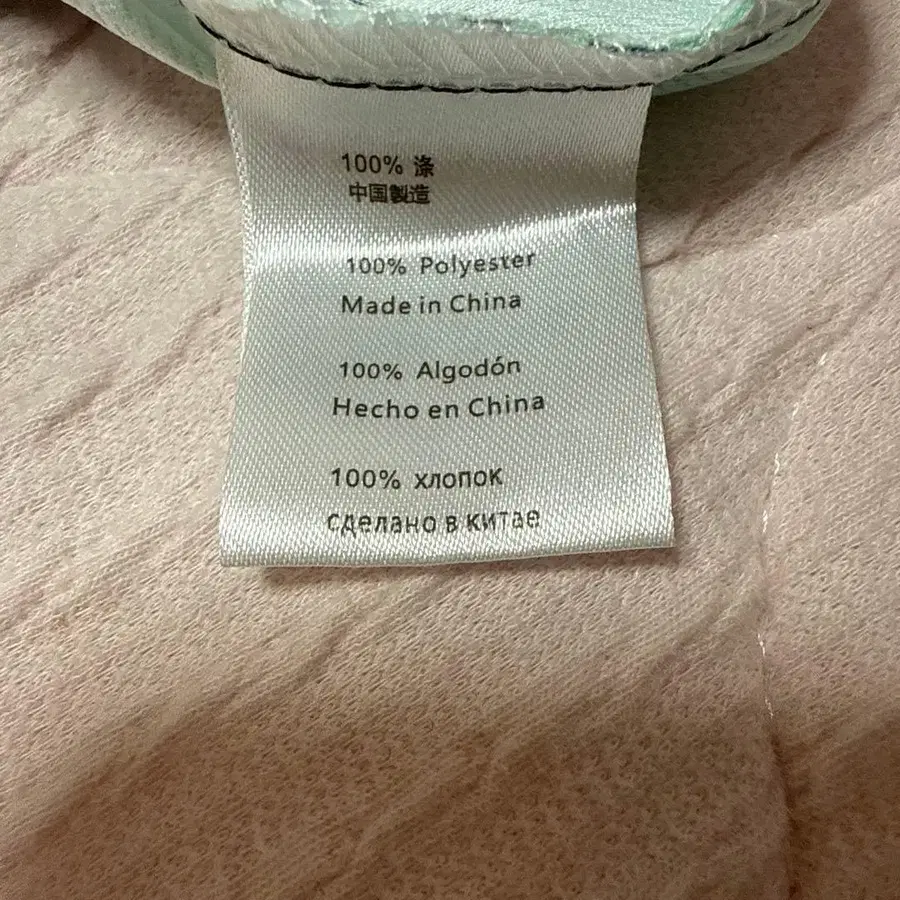 100% 涤
中国製造
100% Polyester
Made in China
100% Algodón
Hecho en China
100% хлопок
сделано в китае